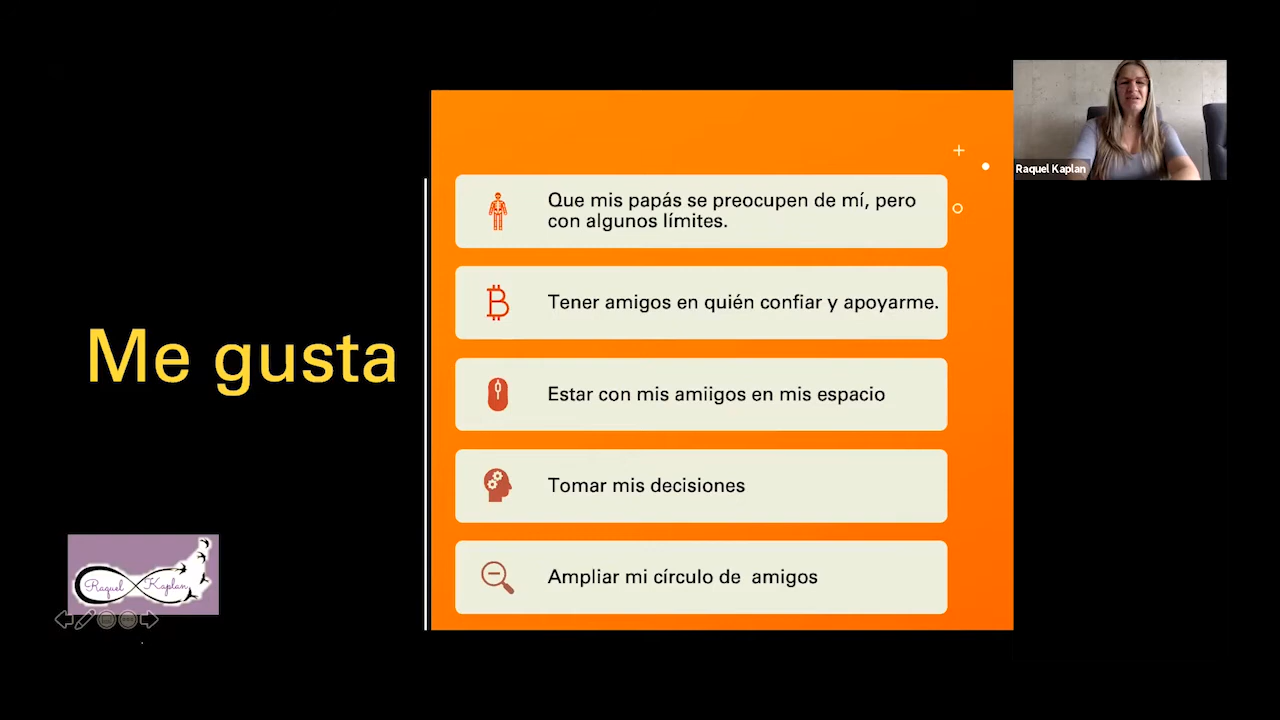 Raquel Kaplan
Que mis papás se preocupen de mí, pero
con algunos límites.
Tener amigos en quién confiar y apoyarme.
Me gusta
Estar con mis amiigos en mis espacio
Tomar mis decisiones
Ampliar mi círculo de  amigos
Raquel Kaplan